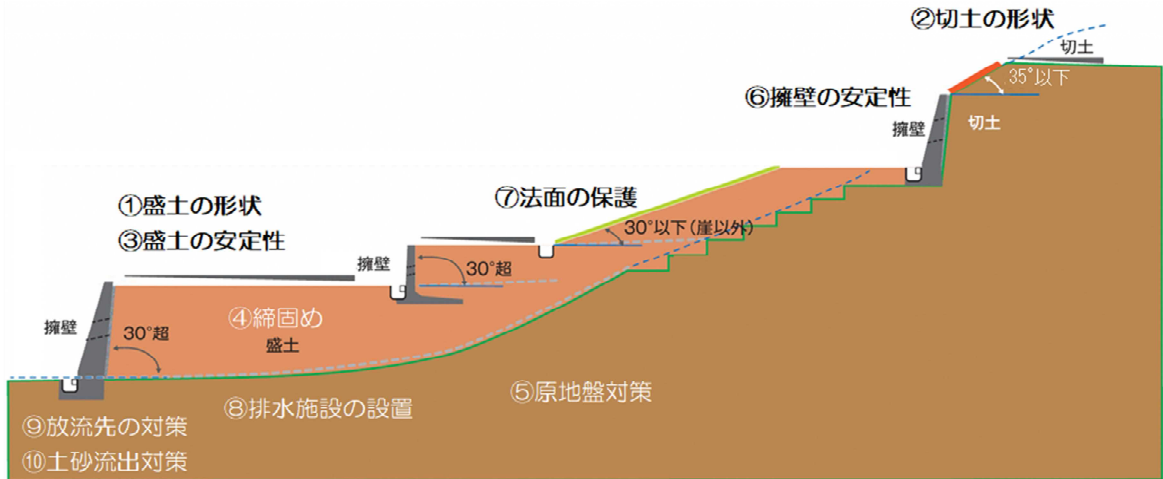 ②切土の形状
切土
35°以下
⑥擁壁の安定性
擁壁
切土
①盛土の形状
③盛土の安定性
⑦法面の保護
30°以下(崖以外)
擁壁
30°超
擁壁
30°超
④締固め
盛土
⑤原地盤対策
⑧排水施設の設置
⑨放流先の対策
⑩土砂流出対策